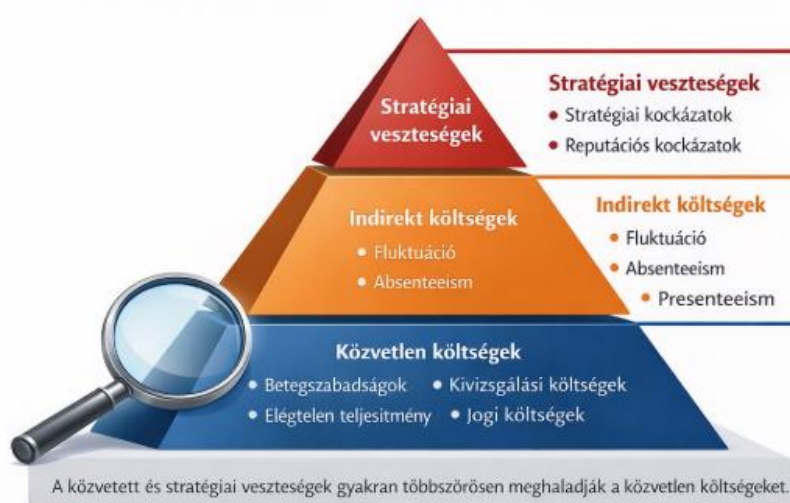 Stratégiai
veszteségek
Stratégiai veszteségek
• Stratégiai kockázatok
• Reputációs kockázatok
Indirekt költségek
• Fluktuáció
• Absenteeism
Indirekt költségek
• Fluktuáció
• Absenteeism
• Presenteeism
Közvetlen költségek
• Betegszabadságok • Kivizsgálási költségek
• Elégtelen teljesítmény • Jogi költségek
A közvetett és stratégiai veszteségek gyakran többszörösen meghaladják a közvetlen költségeket.